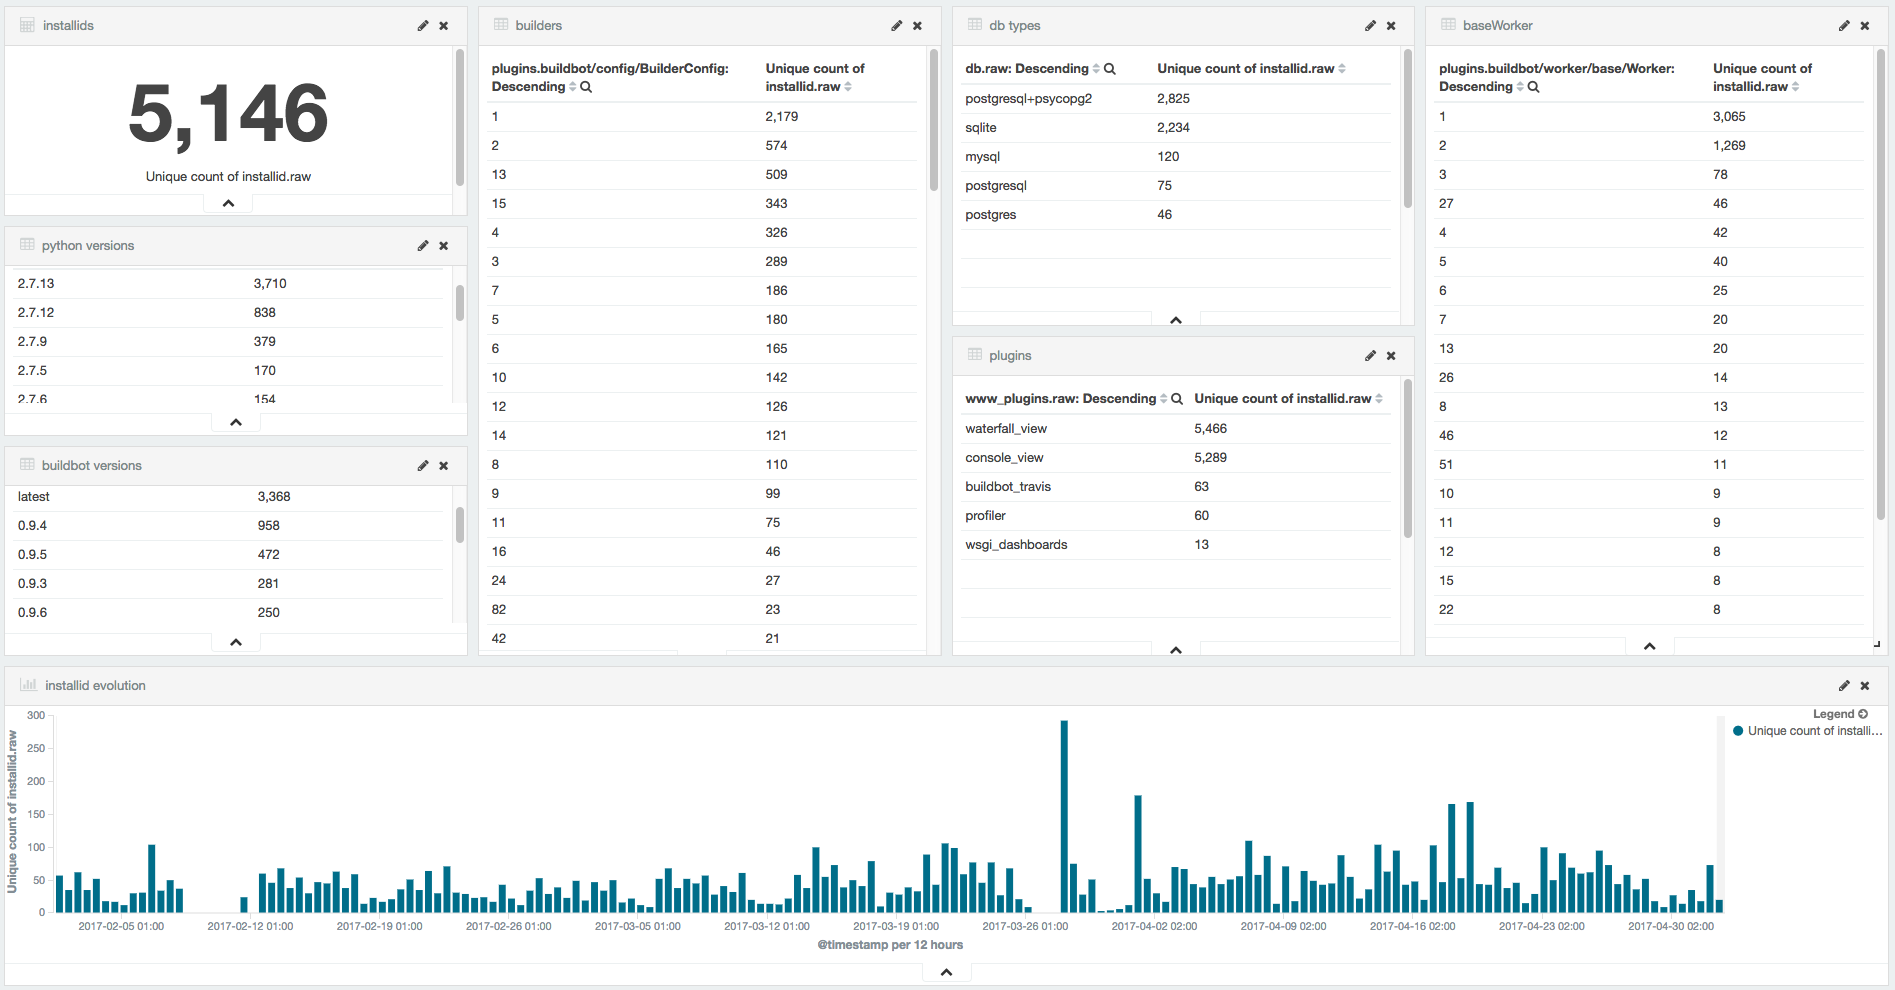 installids
5,146
Unique count of installid.raw
python versions
2.7.13 3,710
2.7.12 838
2.7.9 379
2.7.5 170
2.7.6 154
buildbot versions
latest 3,368
0.9.4 958
0.9.5 472
0.9.3 281
0.9.6 250
builders
plugins.buildbot/config/BuilderConfig: Unique count of
Descending installid.raw
1 2,179
2 574
13 509
15 343
4 326
3 289
7 186
5 180
6 165
10 142
12 126
14 121
8 110
9 99
11 75
16 46
24 27
82 23
42 21
db types
db.raw: Descending Unique count of installid.raw
postgresql+psycopg2 2,825
sqlite 2,234
mysql 120
postgresql 75
postgres 46
plugins
www_plugins.raw: Descending Unique count of installid.raw
waterfall_view 5,466
console_view 5,289
buildbot_travis 63
profiler 60
wsgi_dashboards 13
baseWorker
plugins.buildbot/worker/base/Worker: Unique count of
Descending installid.raw
1 3,065
2 1,269
3 78
27 46
4 42
5 40
6 25
7 20
13 20
26 14
8 13
46 12
51 11
10 9
11 9
12 8
15 8
22 8
installid evolution
Legend
Unique count of installi...
Unique count of installid.raw
300
250
200
150
100
50
0
2017-02-05 01:00 2017-02-12 01:00 2017-02-19 01:00 2017-02-26 01:00 2017-03-05 01:00 2017-03-12 01:00 2017-03-19 01:00 2017-03-26 01:00 2017-04-02 02:00 2017-04-09 02:00 2017-04-16 02:00 2017-04-23 02:00 2017-04-30 02:00
@timestamp per 12 hours